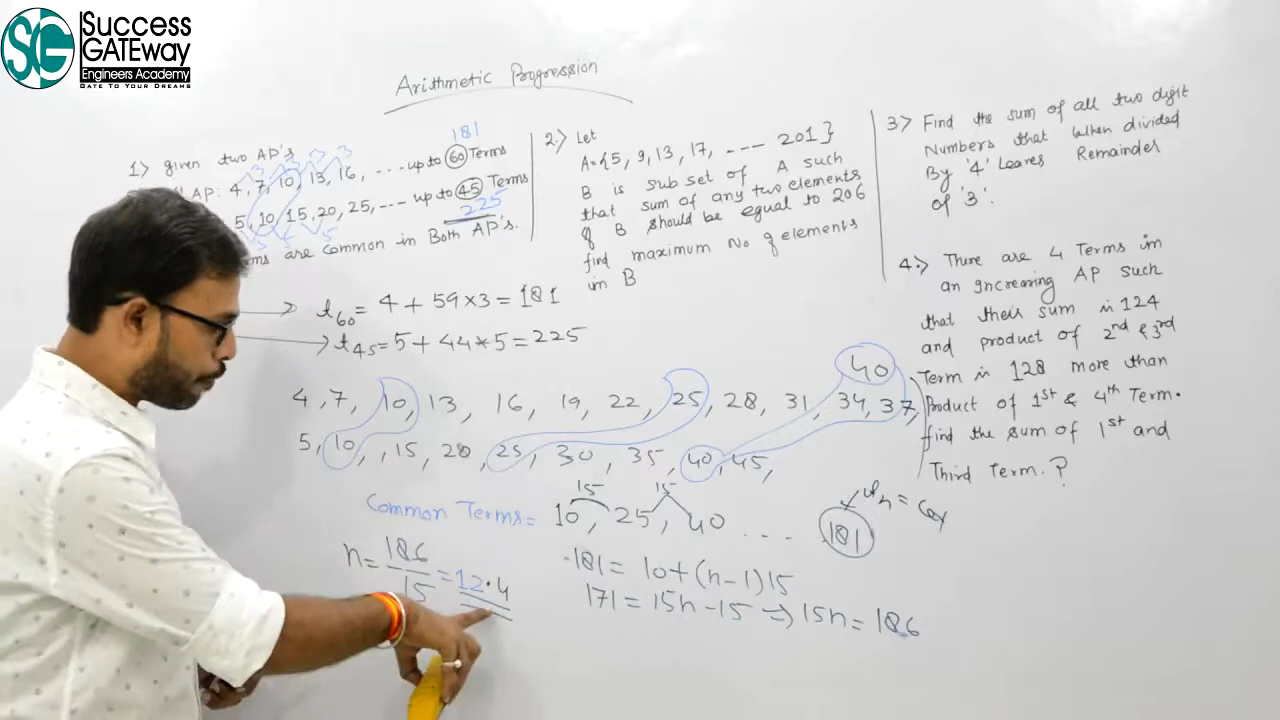 SG
Success
GATEway
Engineers Academy
GATE TO YOUR DREAMS
Arithmetic Progression
1) given two AP's
AP: 4, 7, 10, 13, 16, ... up to 60 Terms
181
3 3
5, 10, 15, 20, 25, --- up to 45 Terms
225
5 5 5
are common in Both AP's.
t60 = 4 + 59 × 3 = 181
t45 = 5 + 44 * 5 = 225
2) Let
A = {5, 9, 13, 17, ---- 201}
B is sub set of A such
that sum of any two elements
of B should be equal to 206
find maximum No of elements
in B
3) Find the sum of all two digit
Numbers that when divided
By '4' Leaves Remainder
of '3'.
4) There are 4 Terms in
an Increasing AP such
that their sum is 124
and product of 2nd & 3rd
Term is 128 more than
Product of 1st & 4th Term.
find the sum of 1st and
Third Term. ?
40
4, 7, 10, 13, 16, 19, 22, 25, 28, 31, 34, 37,
5, 10, , 15, 20, 25, 30, 35, 40, 45,
Common Terms = 10, 25, 40 ....
15 15
181
n = 186/15 = 12.4
181 = 10 + (n - 1) 15
171 = 15n - 15 => 15n = 186